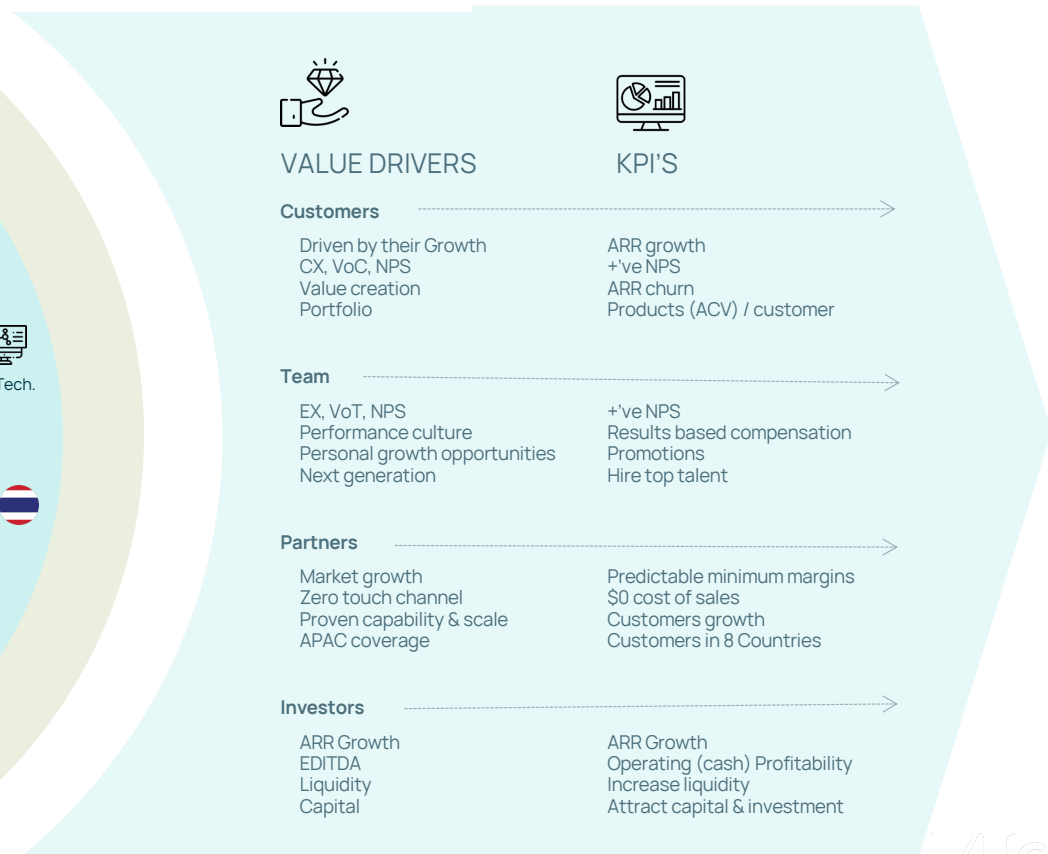 VALUE DRIVERS
KPI'S
Customers
Driven by their Growth
ARR growth
CX, VoC, NPS
+'ve NPS
Value creation
ARR churn
Portfolio
Products (ACV) / customer
Tech.
Team
EX, VoT, NPS
+'ve NPS
Performance culture
Results based compensation
Personal growth opportunities
Promotions
Next generation
Hire top talent
Partners
Market growth
Predictable minimum margins
Zero touch channel
$0 cost of sales
Proven capability & scale
Customers growth
APAC coverage
Customers in 8 Countries
Investors
ARR Growth
ARR Growth
EDITDA
Operating (cash) Profitability
Liquidity
Increase liquidity
Capital
Attract capital & investment